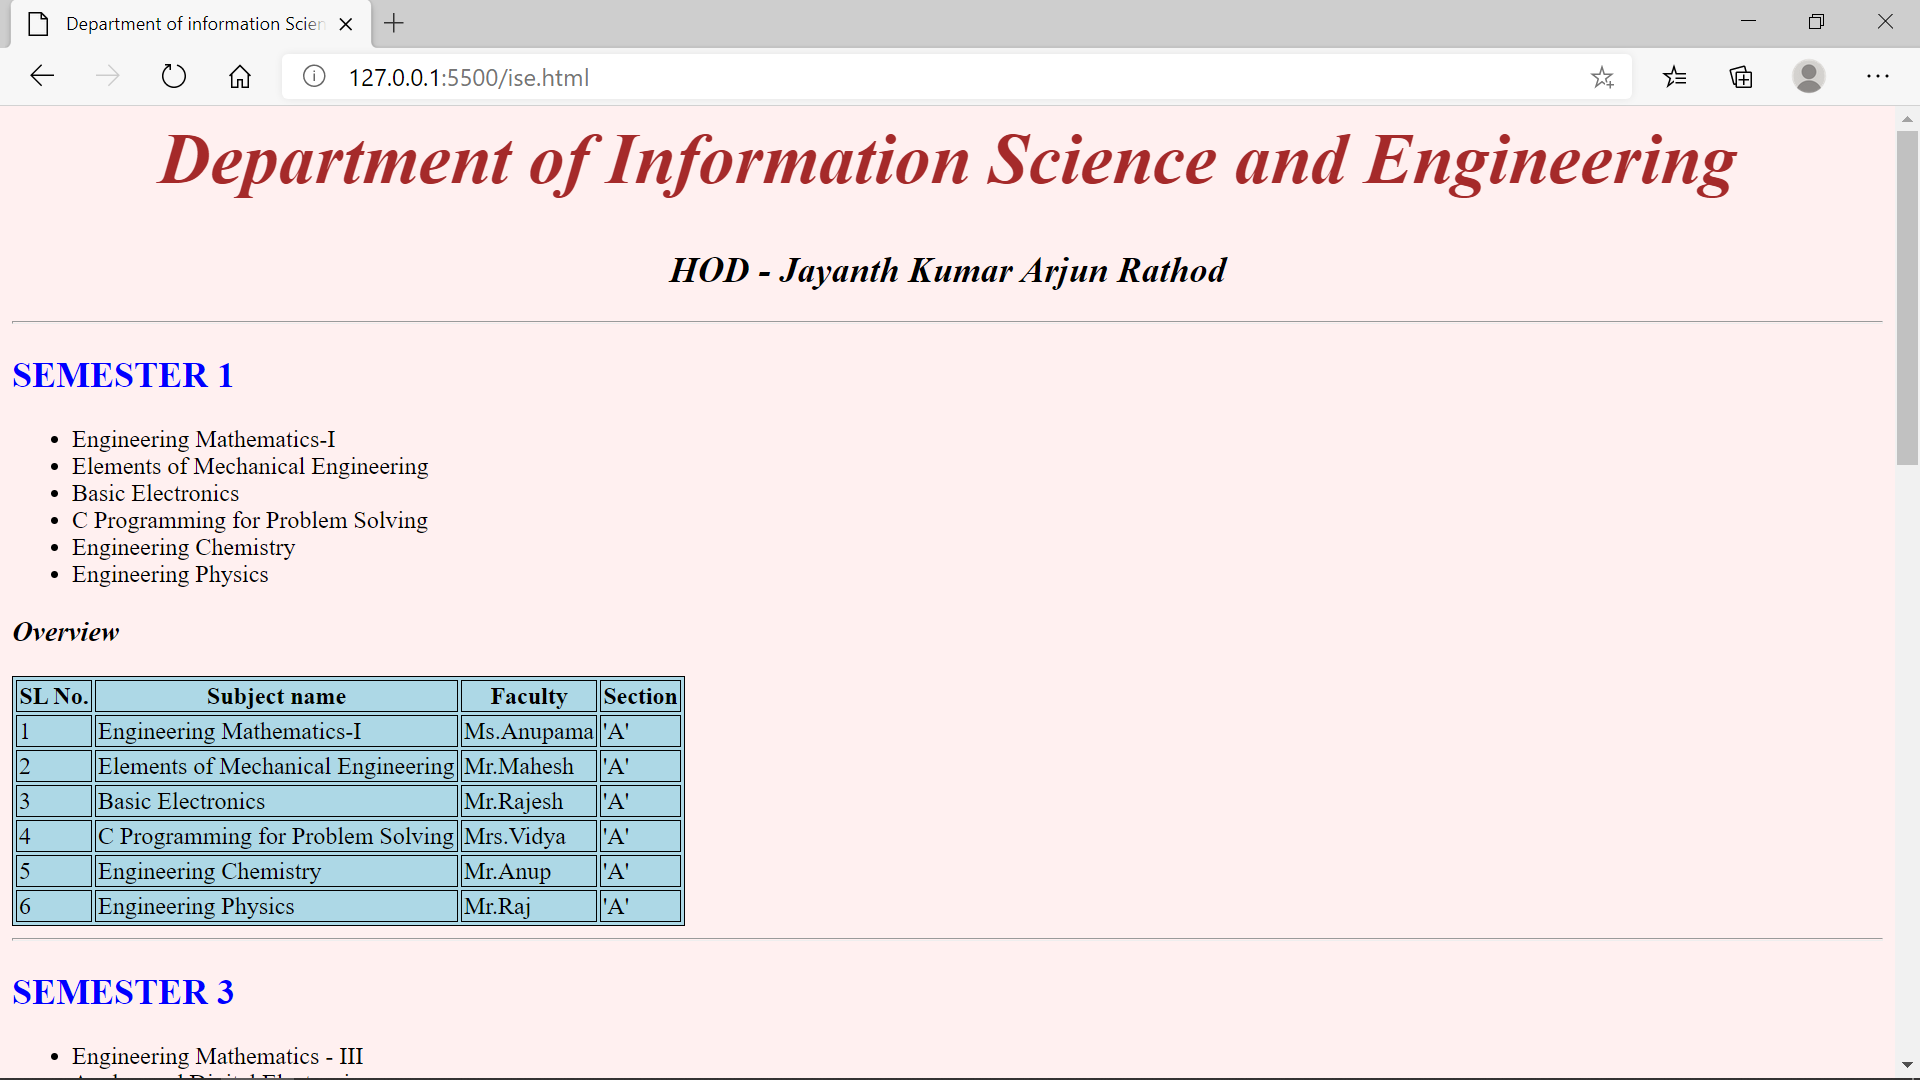 Department of information Scien
127.0.0.1:5500/ise.html
Department of Information Science and Engineering
HOD - Jayanth Kumar Arjun Rathod
SEMESTER 1
• Engineering Mathematics-I
• Elements of Mechanical Engineering
• Basic Electronics
• C Programming for Problem Solving
• Engineering Chemistry
• Engineering Physics
Overview
SL No. Subject name Faculty Section
1 Engineering Mathematics-I Ms.Anupama 'A'
2 Elements of Mechanical Engineering Mr.Mahesh 'A'
3 Basic Electronics Mr.Rajesh 'A'
4 C Programming for Problem Solving Mrs.Vidya 'A'
5 Engineering Chemistry Mr.Anup 'A'
6 Engineering Physics Mr.Raj 'A'
SEMESTER 3
• Engineering Mathematics - III